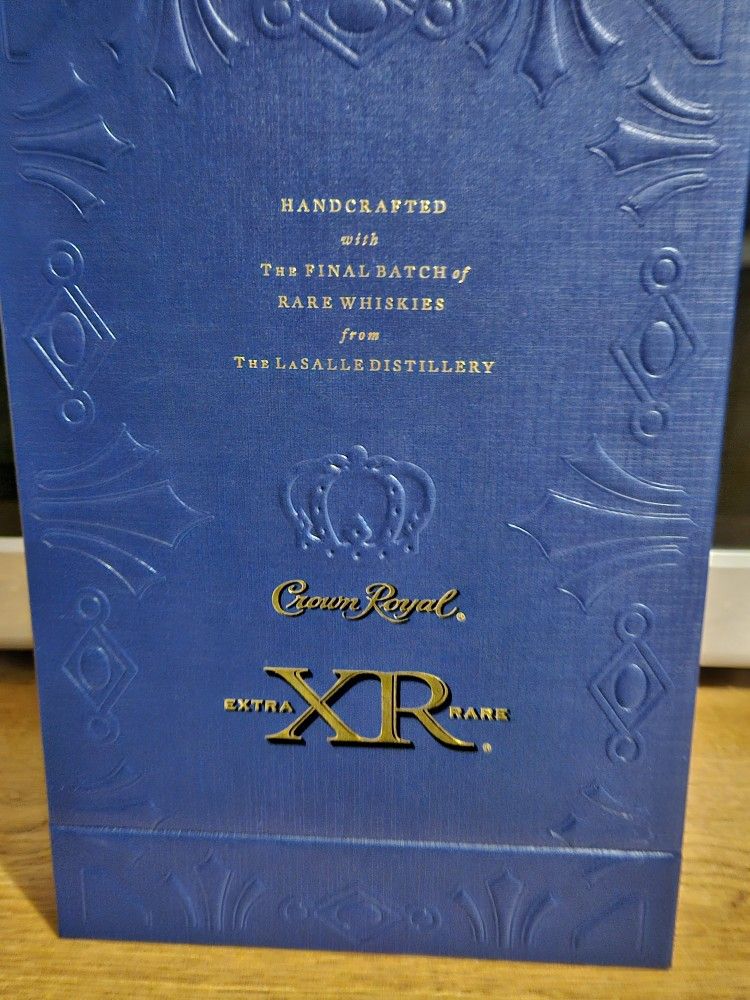 HANDCRAFTED
with
THE FINAL BATCH of
RARE WHISKIES
from
THE LASALLE DISTILLERY
Crown Royal®
EXTRA XR RARE®